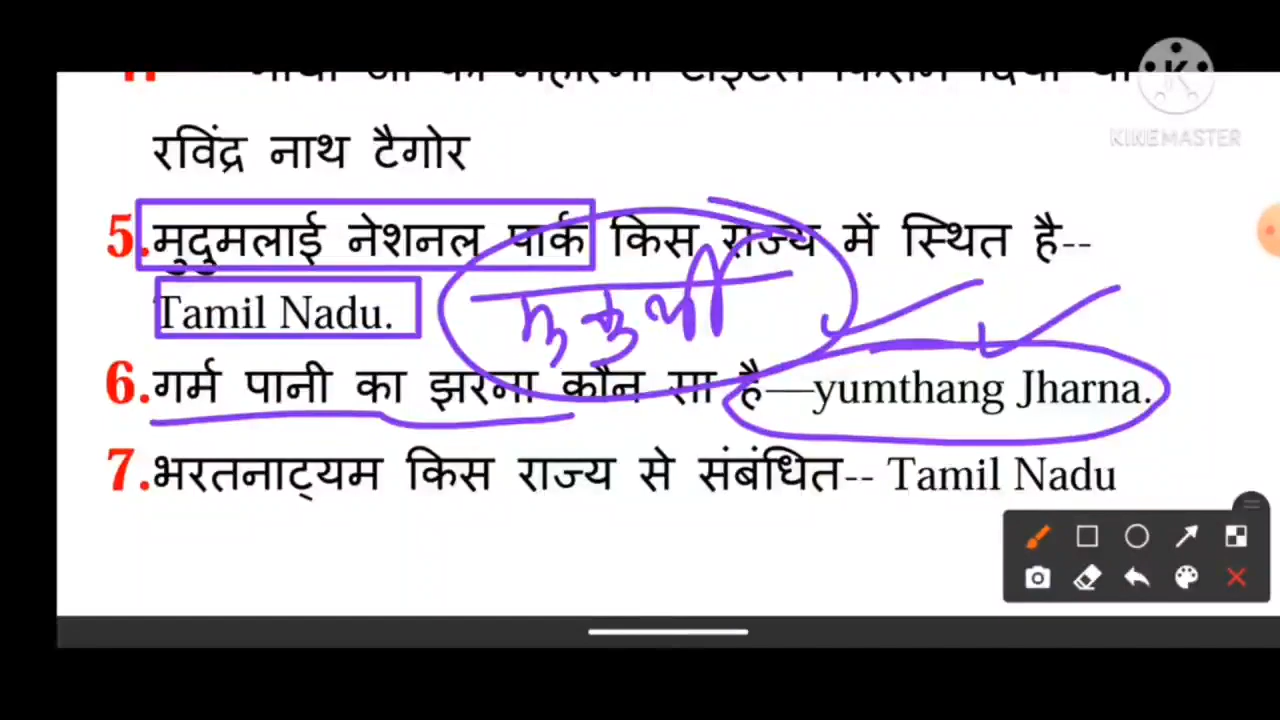 रविंद्र नाथ टैगोर
5.मुदुमलाई नेशनल पार्क किस राज्य में स्थित है--
Tamil Nadu.
6.गर्म पानी का झरना कौन सा है—yumthang Jharna.
7.भरतनाट्यम किस राज्य से संबंधित-- Tamil Nadu
KINEMASTER